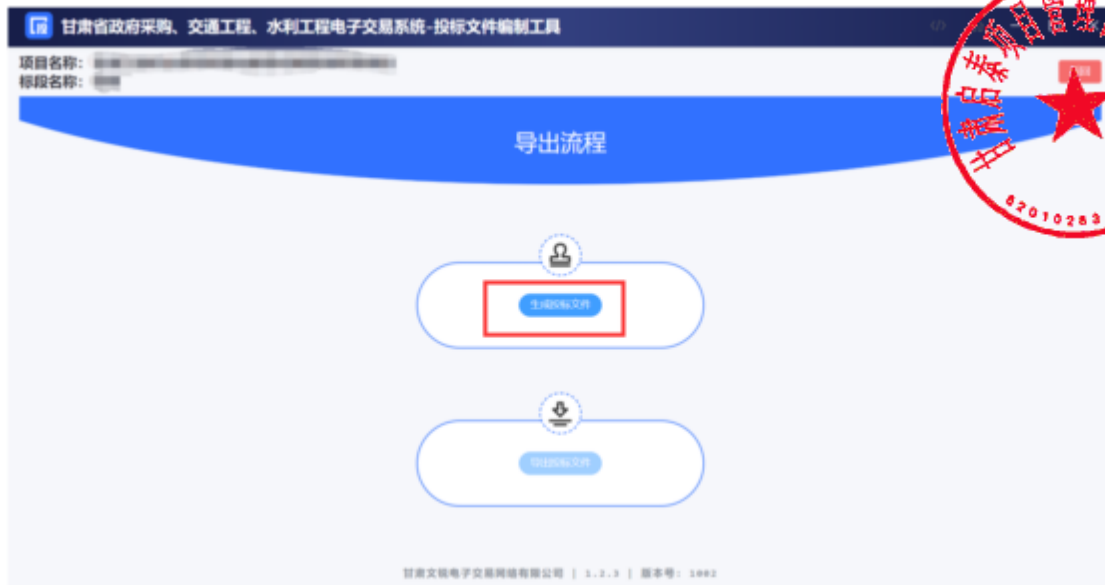 甘肃省政府采购、交通工程、水利工程电子交易系统-投标文件编制工具
项目名称：
标段名称：
导出流程
生成投标文件
导出投标文件
甘肃文锐电子交易网络有限公司 | 1.2.3 | 版本号: 1002
62010283